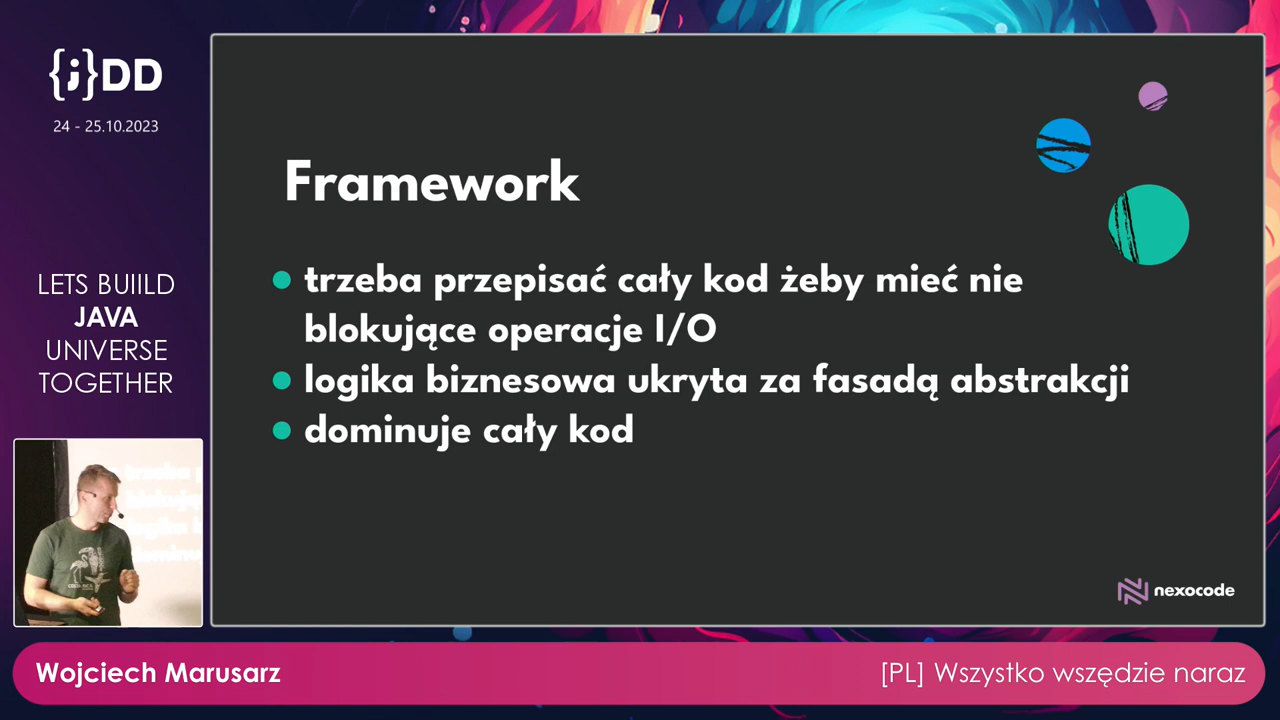 {j}DD
24 - 25.10.2023
LETS BUIILD
JAVA
UNIVERSE
TOGETHER
Framework
trzeba przepisać cały kod żeby mieć nie
blokujące operacje I/O
logika biznesowa ukryta za fasadą abstrakcji
dominuje cały kod
nexocode
Wojciech Marusarz
[PL] Wszystko wszędzie naraz